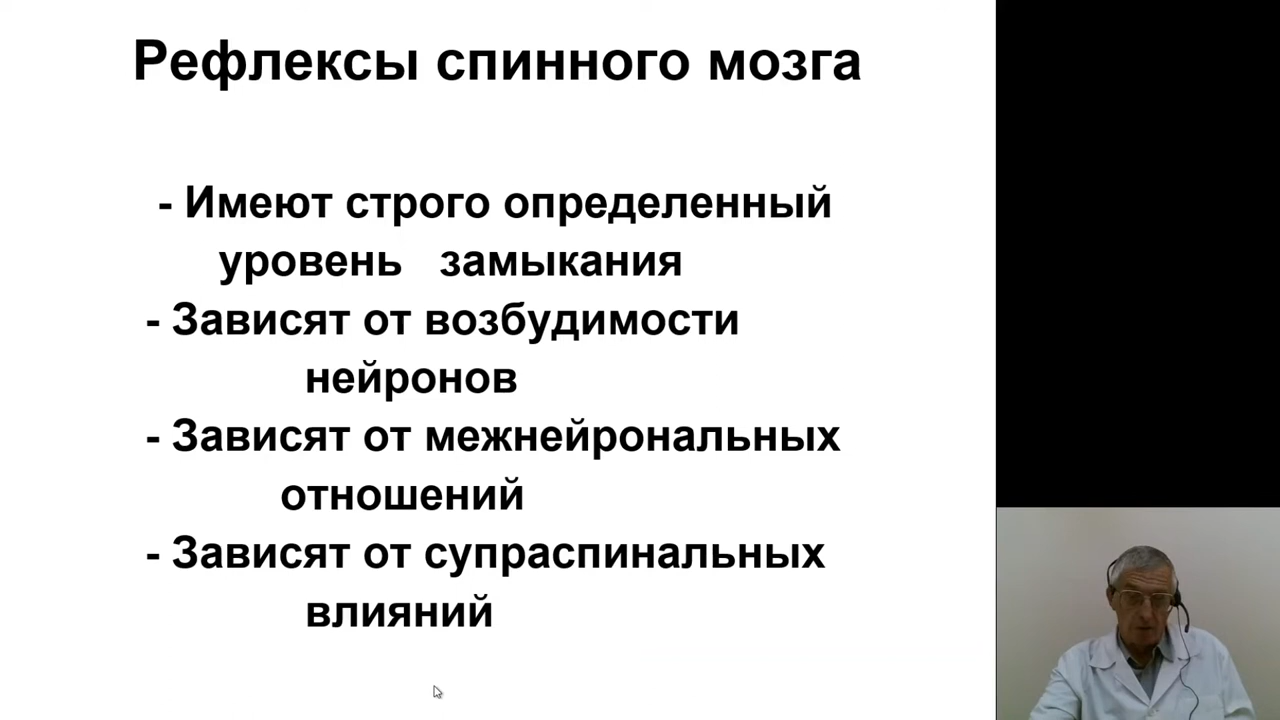 Рефлексы спинного мозга
- Имеют строго определенный
уровень замыкания
- Зависят от возбудимости
нейронов
- Зависят от межнейрональных
отношений
- Зависят от супраспинальных
влияний